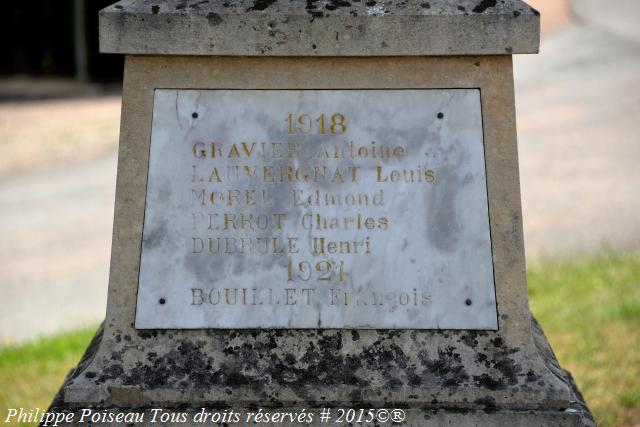 1918
GRAVIER Antoine
LAUVERGNAT Louis
MOREL Edmond
PERROT Charles
DUBRULE Henri
1921
BOUILLET François
Philippe Poiseau Tous droits réservés # 2015©®